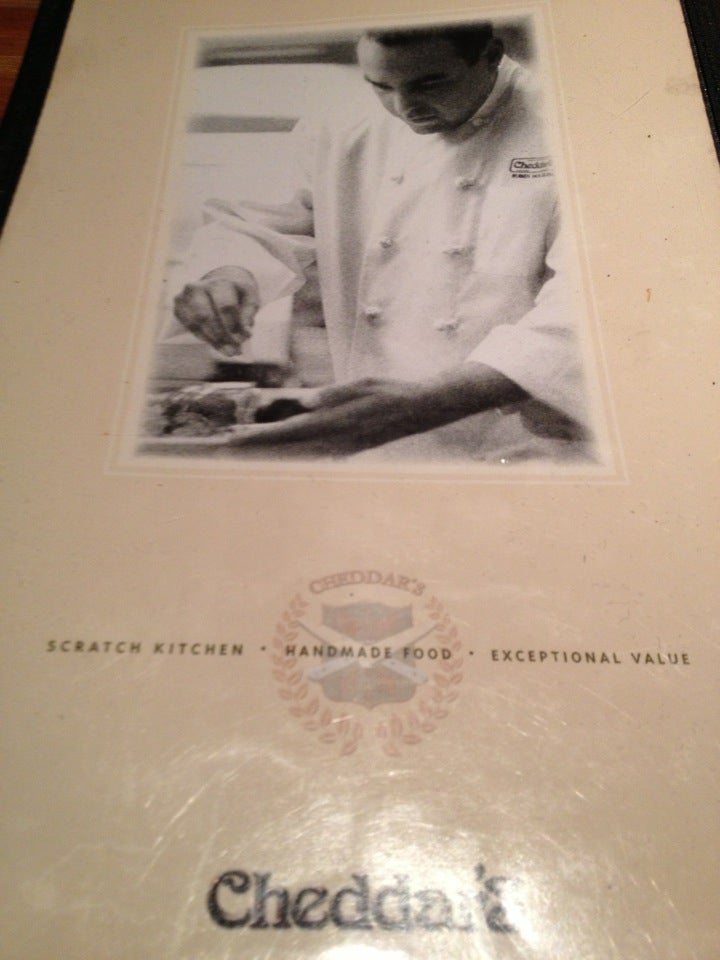 Cheddar's
CHEDDAR'S
SCRATCH KITCHEN • HANDMADE FOOD • EXCEPTIONAL VALUE
Cheddar's